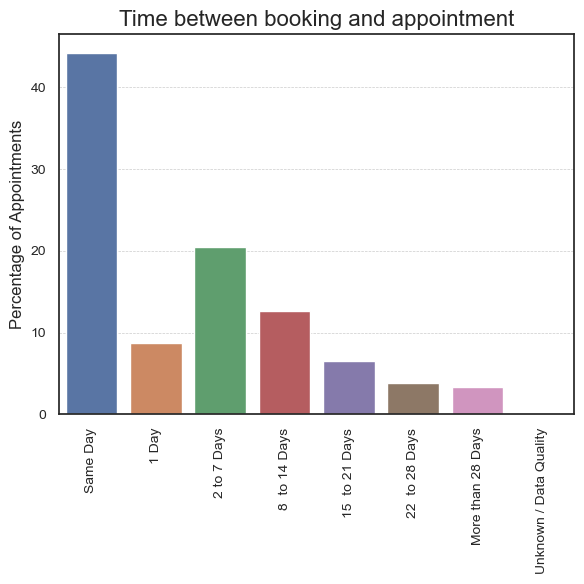 Time between booking and appointment
Percentage of Appointments
40
30
20
10
0
Same Day
1 Day
2 to 7 Days
8  to 14 Days
15  to 21 Days
22  to 28 Days
More than 28 Days
Unknown / Data Quality